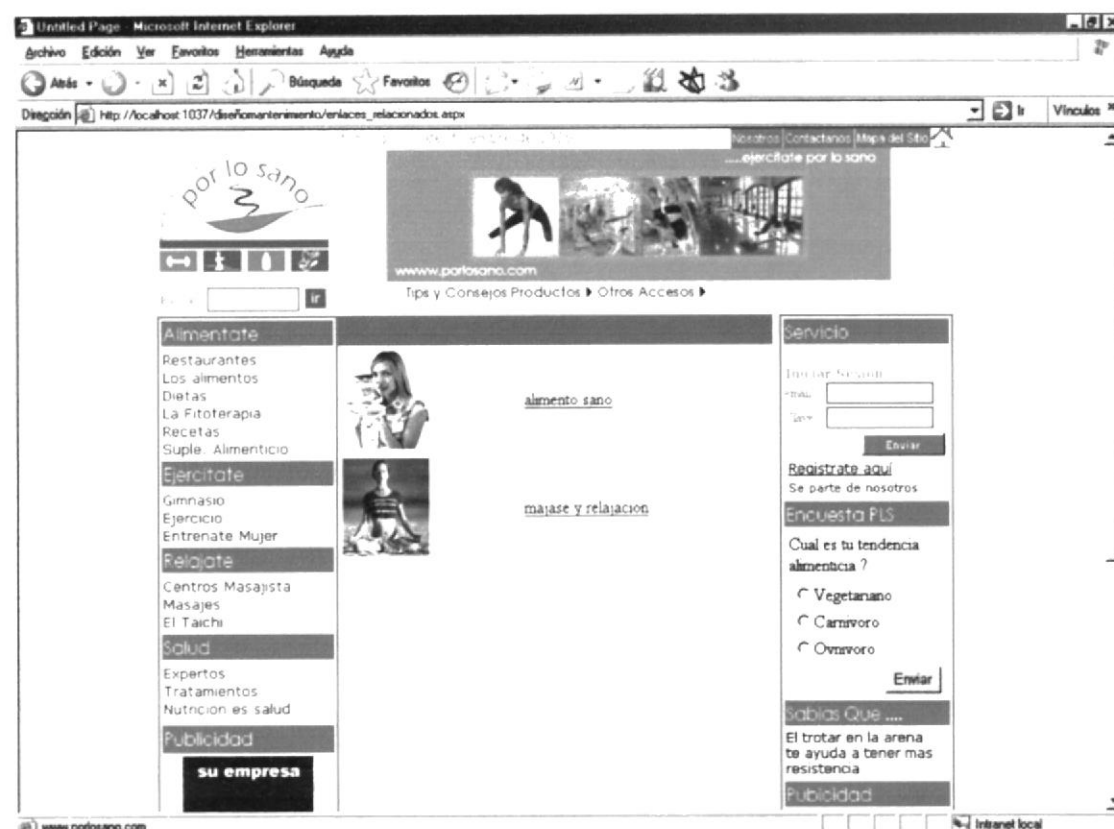 Untitled Page - Microsoft Internet Explorer
Archivo Edición Ver Favoritos Herramientas Ayuda
Atrás Búsqueda Favoritos
Dirección http://localhost:1037/diseñomantenimiento/enlaces_relacionados.aspx Ir Vínculos »
Nosotros Contactanos Mapa del Sitio
por lo sano
.....ejercitate por lo sano
wwww.porlosano.com
ir
Tips y Consejos Productos Otros Accesos
Alimentate
Restaurantes
Los alimentos
Dietas
La Fitoterapia
Recetas
Suple. Alimenticio
Ejercitate
Gimnasio
Ejercicio
Entrenate Mujer
Relajate
Centros Masajista
Masajes
El Taichi
Salud
Expertos
Tratamientos
Nutricion es salud
Publicidad
su empresa
alimento sano
majase y relajacion
Servicio
Iniciar Sesion
Enviar
Registrate aquí
Se parte de nosotros
Encuesta PLS
Cual es tu tendencia
alimenticia ?
Vegetariano
Carnivoro
Ovnivoro
Enviar
Sabias Que ....
El trotar en la arena
te ayuda a tener mas
resistencia
Publicidad
www.porlosano.com
Intranet local